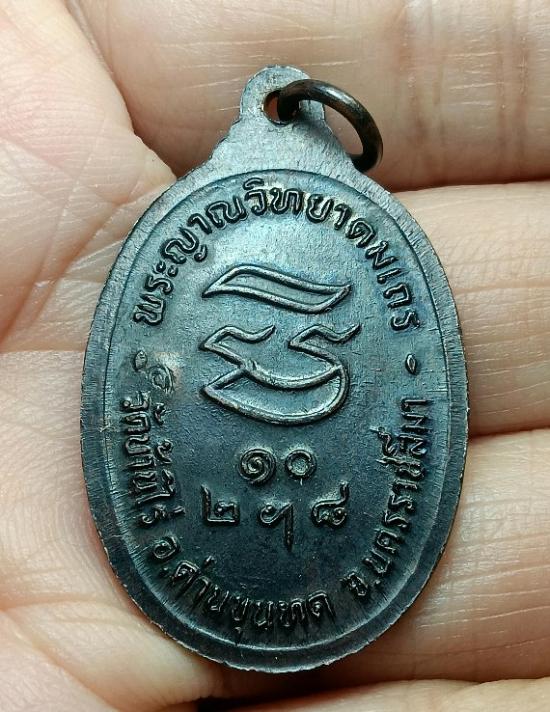 พระญาณวิทยาคมเถร
๑๐
๒ ๆ ๘
วัดบ้านไร่ อ.ด่านขุนทด จ.นครราชสีมา